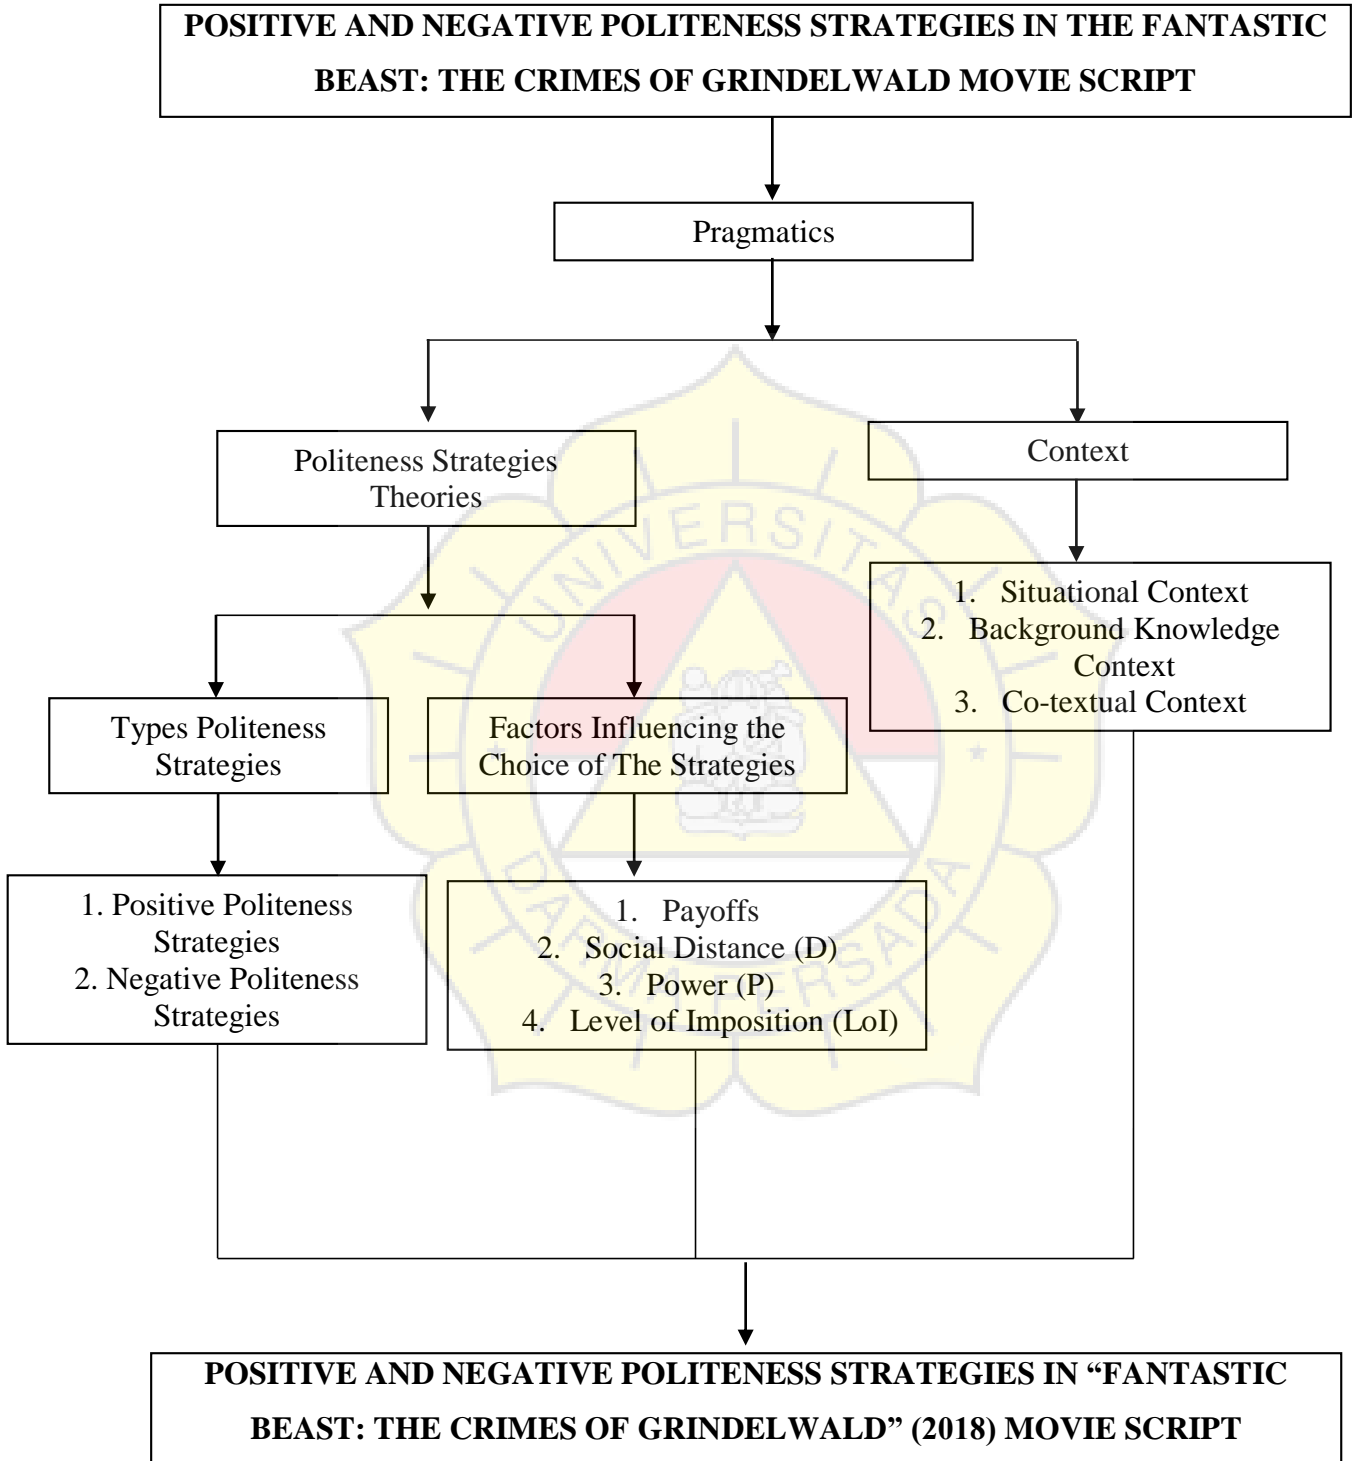 POSITIVE AND NEGATIVE POLITENESS STRATEGIES IN THE FANTASTIC
BEAST: THE CRIMES OF GRINDELWALD MOVIE SCRIPT
Pragmatics
Politeness Strategies
Theories
Context
1. Situational Context
2. Background Knowledge
Context
3. Co-textual Context
Types Politeness
Strategies
Factors Influencing the
Choice of The Strategies
1. Positive Politeness
Strategies
2. Negative Politeness
Strategies
1. Payoffs
2. Social Distance (D)
3. Power (P)
4. Level of Imposition (LoI)
UNIVERSITAS
DARMA PERSADA
POSITIVE AND NEGATIVE POLITENESS STRATEGIES IN “FANTASTIC
BEAST: THE CRIMES OF GRINDELWALD” (2018) MOVIE SCRIPT